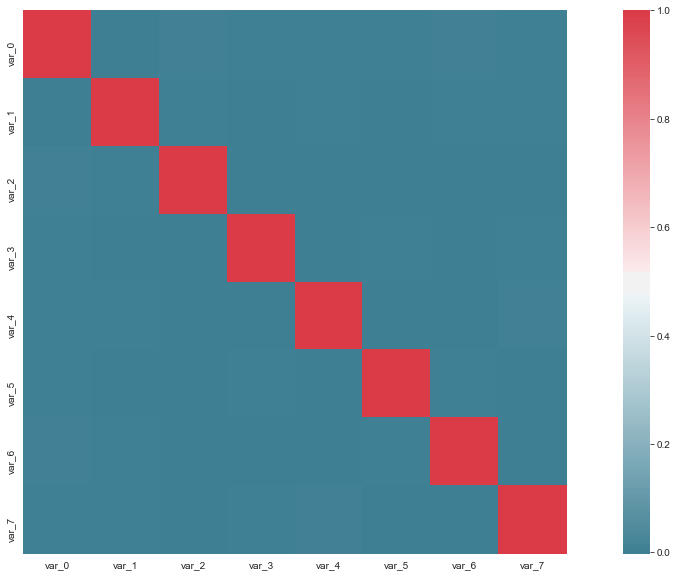 var_0
var_1
var_2
var_3
var_4
var_5
var_6
var_7
var_0 var_1 var_2 var_3 var_4 var_5 var_6 var_7
1.0
0.8
0.6
0.4
0.2
0.0